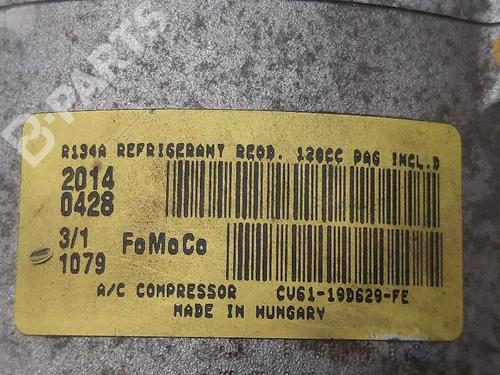 B-PARTS
R134A REFRIGERANT REQD. 120CC PAG INCL.D
2014
0428
3/1 FoMoCo
1079
A/C COMPRESSOR CV61-19D629-FE
MADE IN HUNGARY